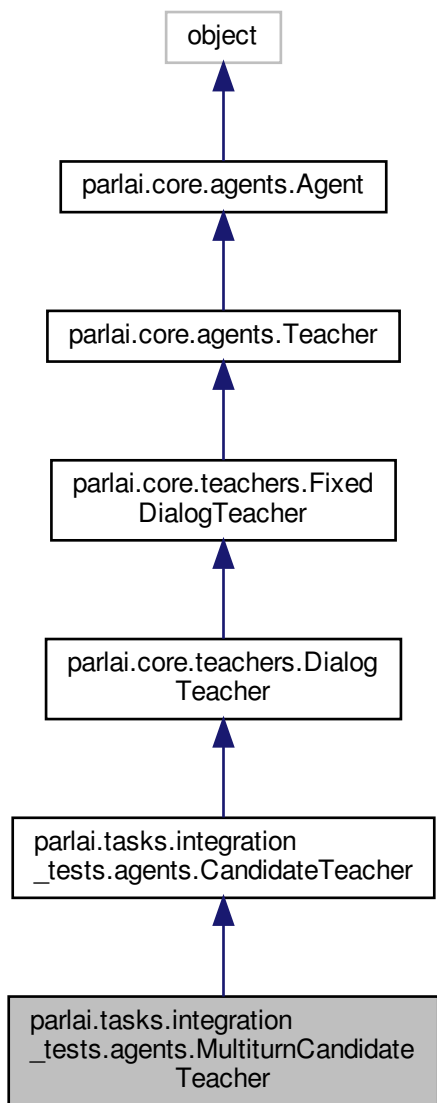 object
parlai.core.agents.Agent
parlai.core.agents.Teacher
parlai.core.teachers.Fixed
DialogTeacher
parlai.core.teachers.Dialog
Teacher
parlai.tasks.integration
_tests.agents.CandidateTeacher
parlai.tasks.integration
_tests.agents.MultiturnCandidate
Teacher